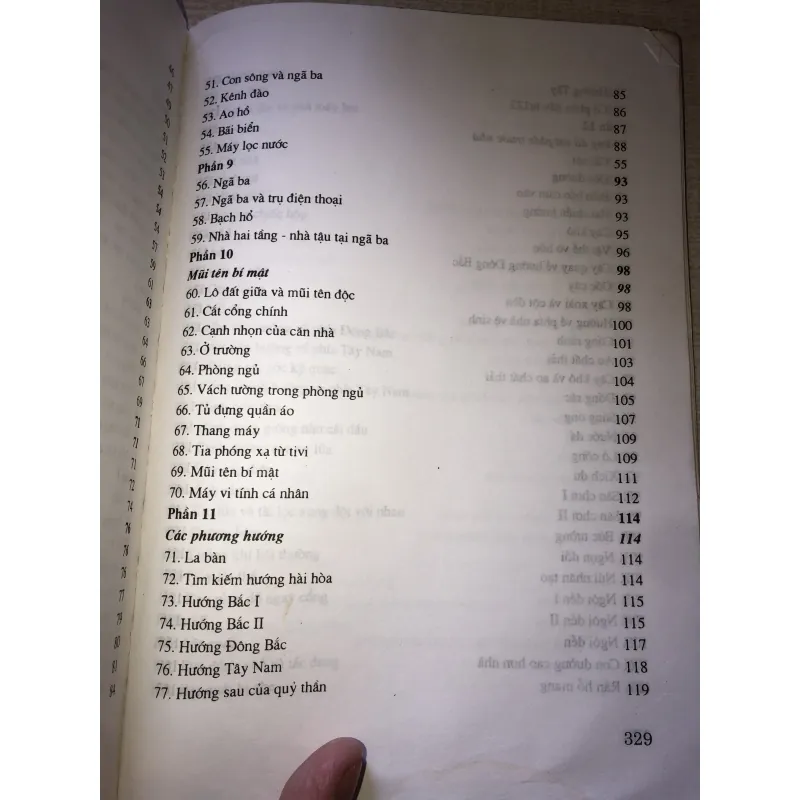 51. Con sông và ngã ba 85
52. Kênh đào 86
53. Ao hồ 87
54. Bãi biển 88
55. Máy lọc nước 55
Phần 9 93
56. Ngã ba 93
57. Ngã ba và trụ điện thoại 93
58. Bạch hổ 95
59. Nhà hai tầng - nhà tậu tại ngã ba 96
Phần 10 98
Mũi tên bí mật 98
60. Lô đất giữa và mũi tên độc 98
61. Cắt cổng chính 100
62. Cạnh nhọn của căn nhà 101
63. Ở trường 103
64. Phòng ngủ 104
65. Vách tường trong phòng ngủ 105
66. Tủ đựng quần áo 107
67. Thang máy 109
68. Tia phóng xạ từ tivi 109
69. Mũi tên bí mật 111
70. Máy vi tính cá nhân 112
Phần 11 114
Các phương hướng 114
71. La bàn 114
72. Tìm kiếm hướng hài hòa 114
73. Hướng Bắc I 115
74. Hướng Bắc II 115
75. Hướng Đông Bắc 117
76. Hướng Tây Nam 118
77. Hướng sau của quỷ thần 119
329